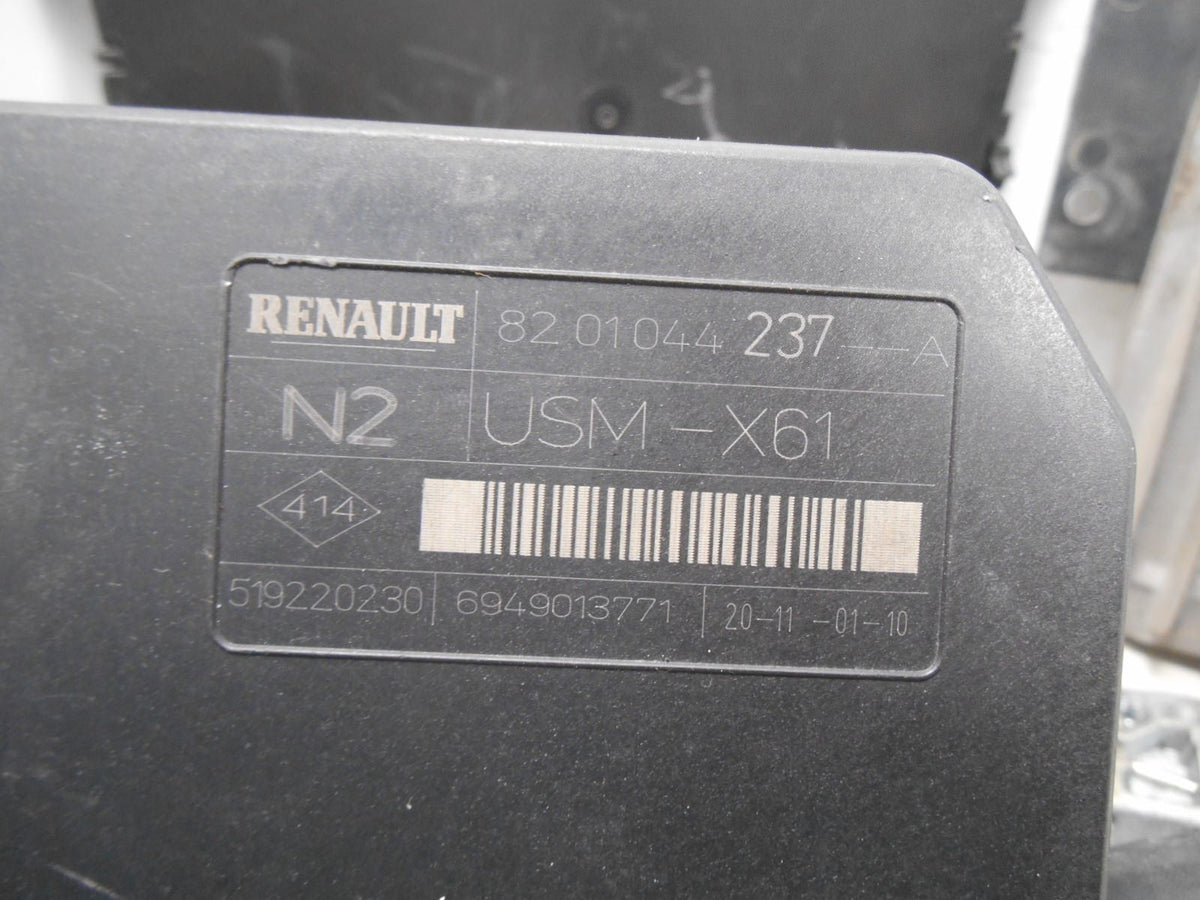 RENAULT 82 01 044 237--A
N2 USM - X61
414
519220230 6949013771 20-11 -01-10